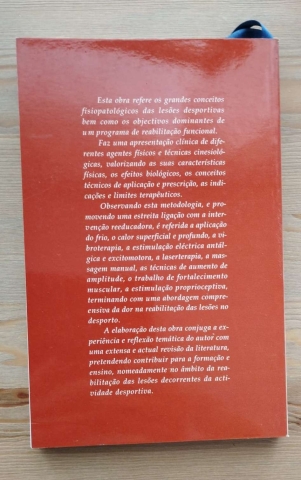 Esta obra refere os grandes conceitos
fisiopatológicos das lesões desportivas
bem como os objectivos dominantes de
um programa de reabilitação funcional.
Faz uma apresentação clínica de dife-
rentes agentes físicos e técnicas cinesioló-
gicas, valorizando as suas características
físicas, os efeitos biológicos, os conceitos
técnicos de aplicação e prescrição, as indi-
cações e limites terapêuticos.
Observando esta metodologia, e pro-
movendo uma estreita ligação com a inter-
venção reeducadora, é referida a aplicação
do frio, o calor superficial e profundo, a vi-
broterapia, a estimulação eléctrica antál-
gica e excitomotora, a laserterapia, a mas-
sagem manual, as técnicas de aumento de
amplitude, o trabalho de fortalecimento
muscular, a estimulação proprioceptiva,
terminando com uma abordagem compre-
ensiva da dor na reabilitação das lesões no
desporto.
A elaboração desta obra conjuga a ex-
periência e reflexão temática do autor com
uma extensa e actual revisão da literatura,
pretendendo contribuir para a formação e
ensino, nomeadamente no âmbito da rea-
bilitação das lesões decorrentes da acti-
vidade desportiva.